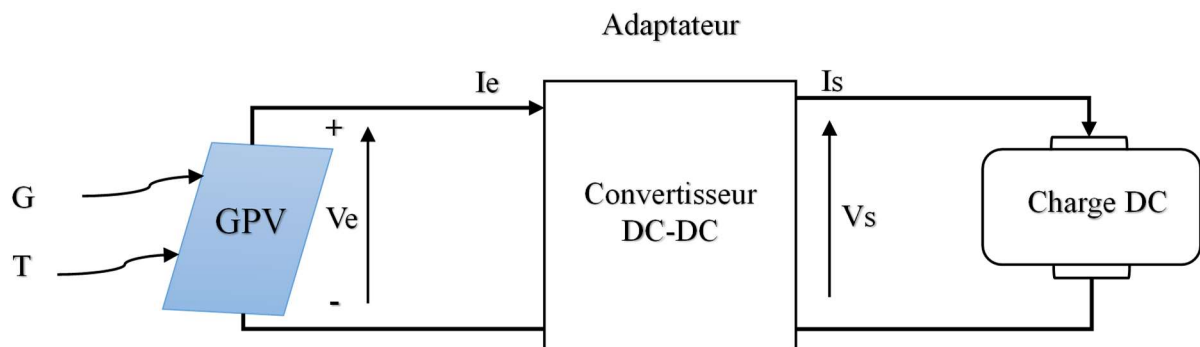 Adaptateur
Ie
Is
+
G
GPV
Ve
Convertisseur
DC-DC
Vs
Charge DC
T
-